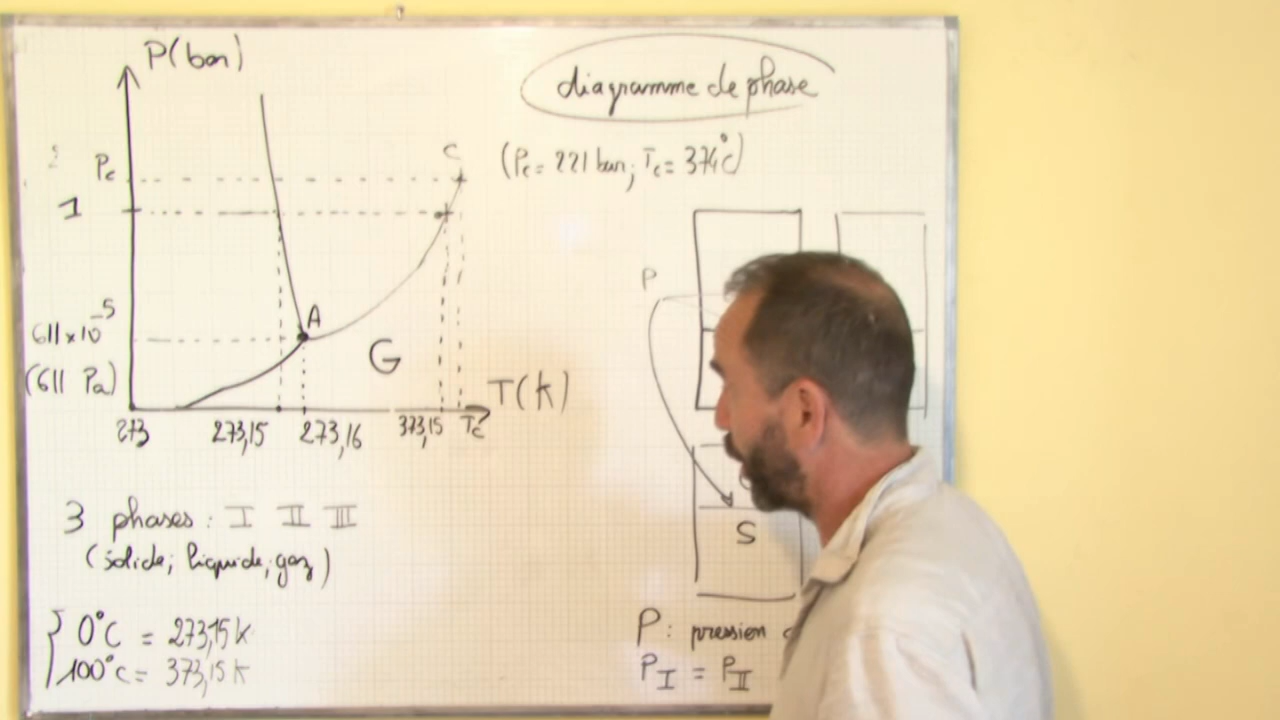 P(bar)
diagramme de phase
Pc
C
(Pc = 221 bar; Tc = 374°C)
1
P
611 x 10^-5
A
(611 Pa)
G
T(K)
273
273,15
273,16
373,15
Tc
S
3 phases : I II III
(solide; liquide; gaz)
0°C = 273,15 K
100°C = 373,15 K
P : pression
P_I = P_II